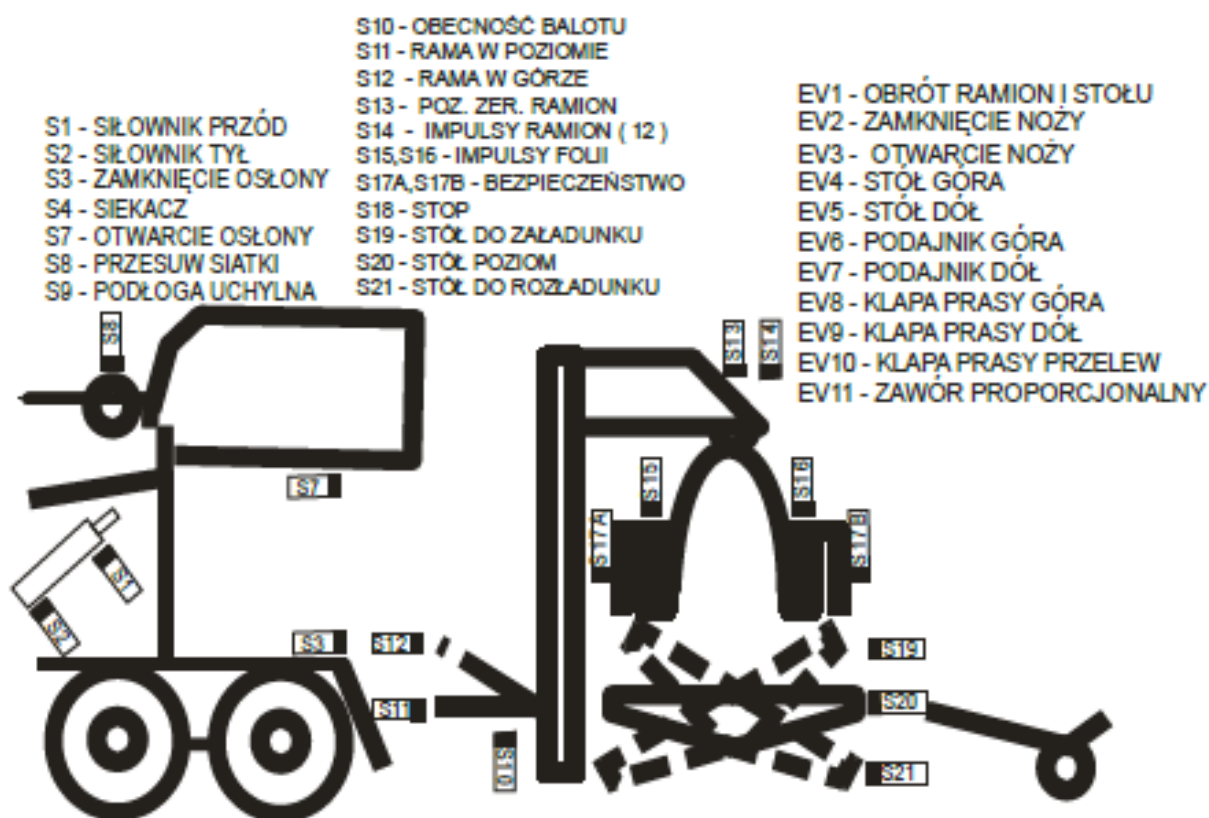 S1 - SIŁOWNIK PRZÓD
S2 - SIŁOWNIK TYŁ
S3 - ZAMKNIĘCIE OSŁONY
S4 - SIEKACZ
S7 - OTWARCIE OSŁONY
S8 - PRZESUW SIATKI
S9 - PODŁOGA UCHYLNA
S10 - OBECNOŚĆ BALOTU
S11 - RAMA W POZIOMIE
S12 - RAMA W GÓRZE
S13 - POZ. ZER. RAMION
S14 - IMPULSY RAMION ( 12 )
S15,S16 - IMPULSY FOLII
S17A,S17B - BEZPIECZEŃSTWO
S18 - STOP
S19 - STÓŁ DO ZAŁADUNKU
S20 - STÓŁ POZIOM
S21 - STÓŁ DO ROZŁADUNKU
EV1 - OBRÓT RAMION I STOŁU
EV2 - ZAMKNIĘCIE NOŻY
EV3 - OTWARCIE NOŻY
EV4 - STÓŁ GÓRA
EV5 - STÓŁ DÓŁ
EV6 - PODAJNIK GÓRA
EV7 - PODAJNIK DÓŁ
EV8 - KLAPA PRASY GÓRA
EV9 - KLAPA PRASY DÓŁ
EV10 - KLAPA PRASY PRZELEW
EV11 - ZAWÓR PROPORCJONALNY
S8
S13
S14
S7
S15
S16
S17A
S17B
S1
S2
S3
S12
S19
S11
S20
S10
S21